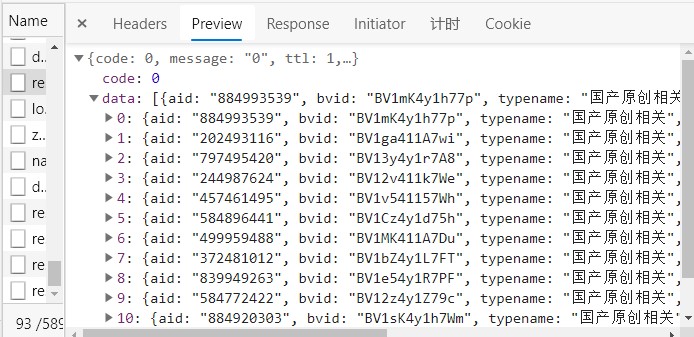 Name
Headers Preview Response Initiator 计时 Cookie
d...
re
lo.
z...
na
d...
re
re
re
re
93 /589
{code: 0, message: "0", ttl: 1,…}
code: 0
data: [{aid: "884993539", bvid: "BV1mK4y1h77p", typename: "国产原创相关
0: {aid: "884993539", bvid: "BV1mK4y1h77p", typename: "国产原创相关",
1: {aid: "202493116", bvid: "BV1ga411A7wi", typename: "国产原创相关",
2: {aid: "797495420", bvid: "BV13y4y1r7A8", typename: "国产原创相关",
3: {aid: "244987624", bvid: "BV12v411k7We", typename: "国产原创相关",
4: {aid: "457461495", bvid: "BV1v541157Wh", typename: "国产原创相关",
5: {aid: "584896441", bvid: "BV1Cz4y1d75h", typename: "国产原创相关",
6: {aid: "499959488", bvid: "BV1MK411A7Du", typename: "国产原创相关",
7: {aid: "372481012", bvid: "BV1bZ4y1L7FT", typename: "国产原创相关",
8: {aid: "839949263", bvid: "BV1e54y1R7PF", typename: "国产原创相关",
9: {aid: "584772422", bvid: "BV12z4y1Z79c", typename: "国产原创相关",
10: {aid: "884920303", bvid: "BV1sK4y1h7Wm", typename: "国产原创相关